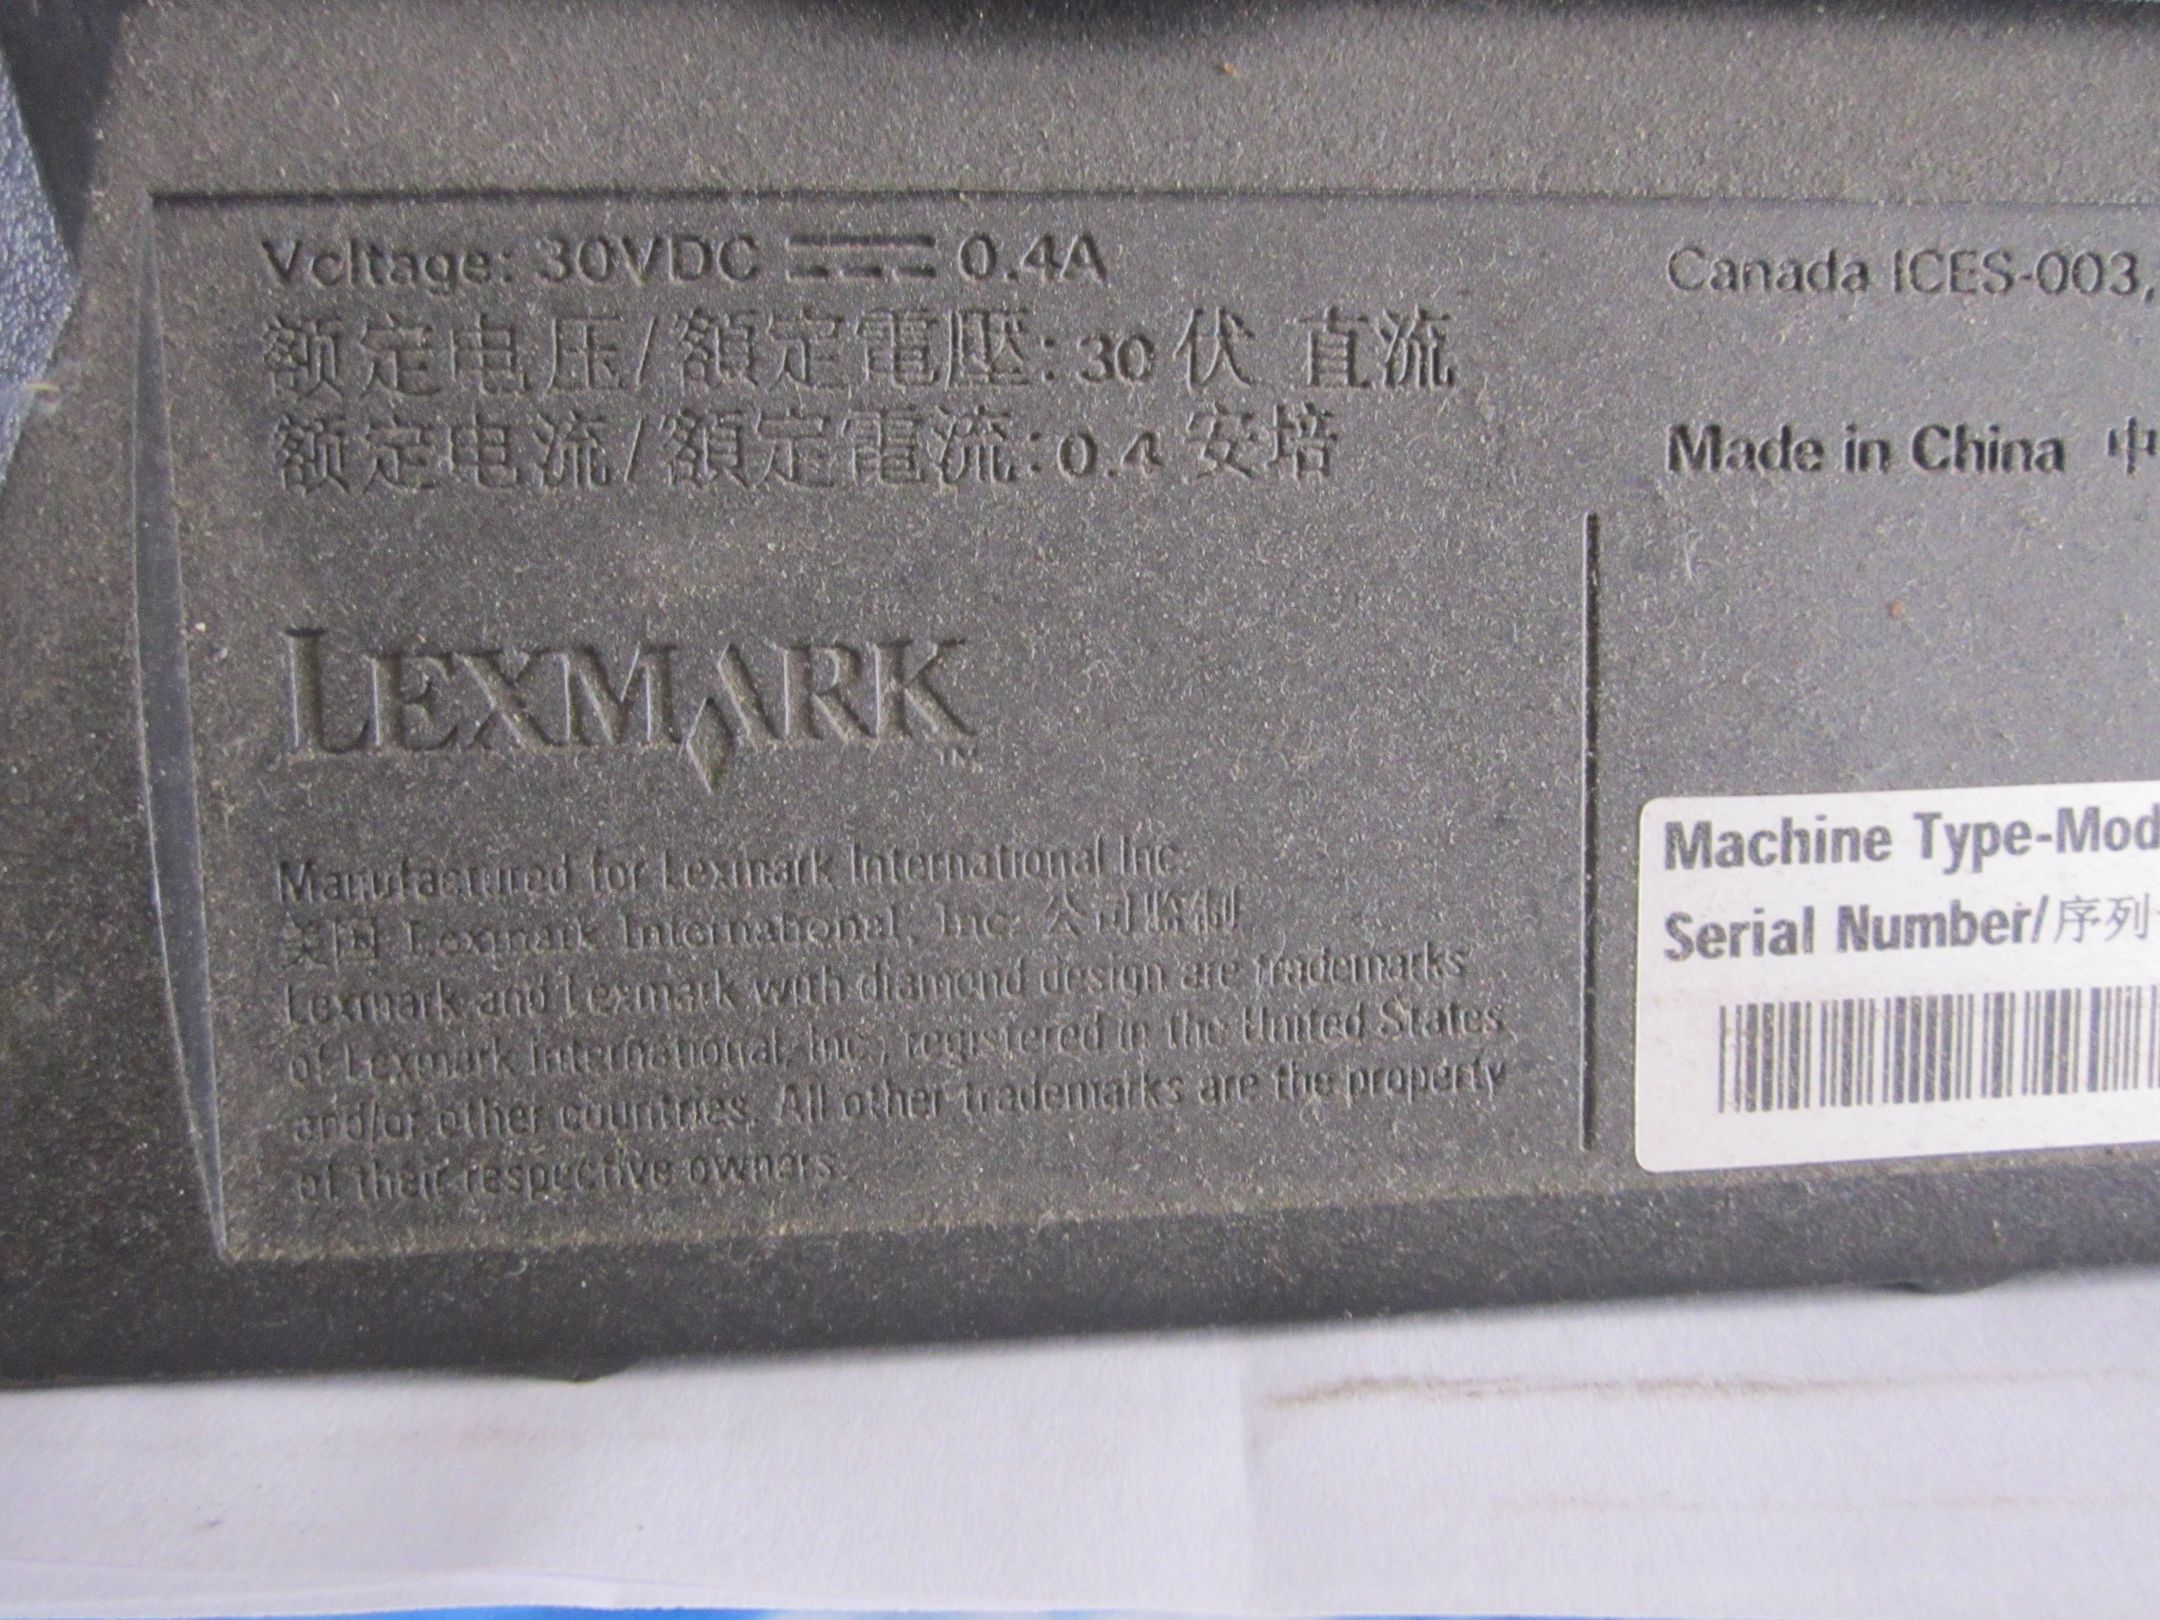 Voltage: 30VDC 0.4A
额定电压/額定電壓:30伏 直流
额定电流/額定電流:0.4 安培
LEXMARK
TM
Manufactured for Lexmark International Inc.
美国 Lexmark International, Inc. 公司监制
Lexmark and Lexmark with diamond design are trademarks
of Lexmark International, Inc., registered in the United States
and/or other countries. All other trademarks are the property
of their respective owners.
Canada ICES-003,
Made in China 中
Machine Type-Mod
Serial Number/序列